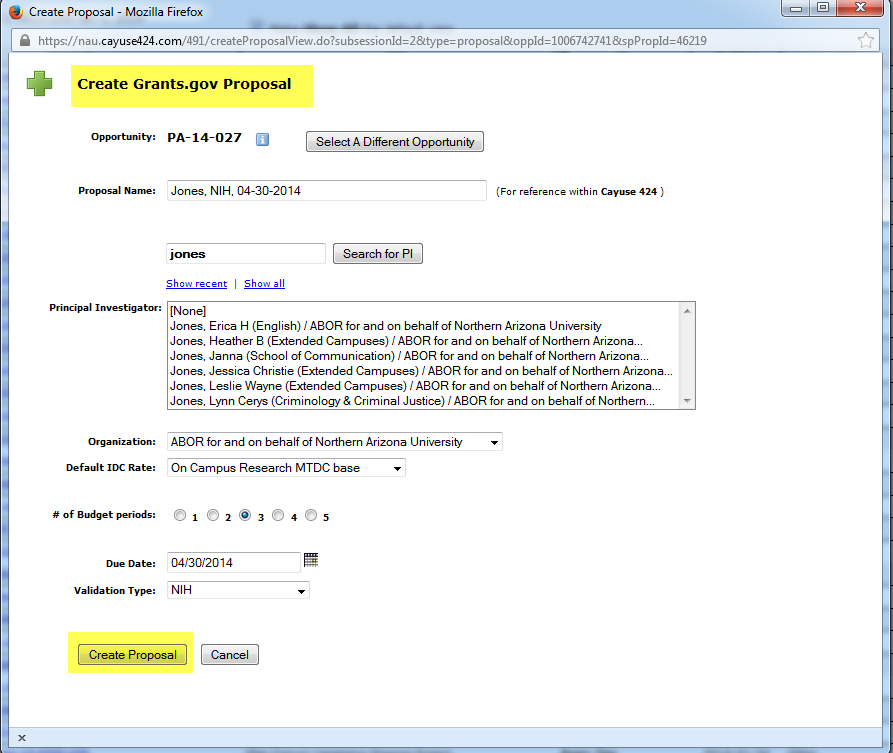 Create Proposal - Mozilla Firefox
https://nau.cayuse424.com/491/createProposalView.do?subsessionId=2&type=proposal&oppId=1006742741&spPropId=46219
Create Grants.gov Proposal
Opportunity: PA-14-027 i Select A Different Opportunity
Proposal Name: Jones, NIH, 04-30-2014 (For reference within Cayuse 424 )
jones Search for PI
Show recent | Show all
Principal Investigator: [None]
Jones, Erica H (English) / ABOR for and on behalf of Northern Arizona University
Jones, Heather B (Extended Campuses) / ABOR for and on behalf of Northern Arizona...
Jones, Janna (School of Communication) / ABOR for and on behalf of Northern Arizona...
Jones, Jessica Christie (Extended Campuses) / ABOR for and on behalf of Northern Arizona...
Jones, Leslie Wayne (Extended Campuses) / ABOR for and on behalf of Northern Arizona...
Jones, Lynn Cerys (Criminology & Criminal Justice) / ABOR for and on behalf of Northern...
Organization: ABOR for and on behalf of Northern Arizona University
Default IDC Rate: On Campus Research MTDC base
# of Budget periods: 1 2 3 4 5
Due Date: 04/30/2014
Validation Type: NIH
Create Proposal Cancel